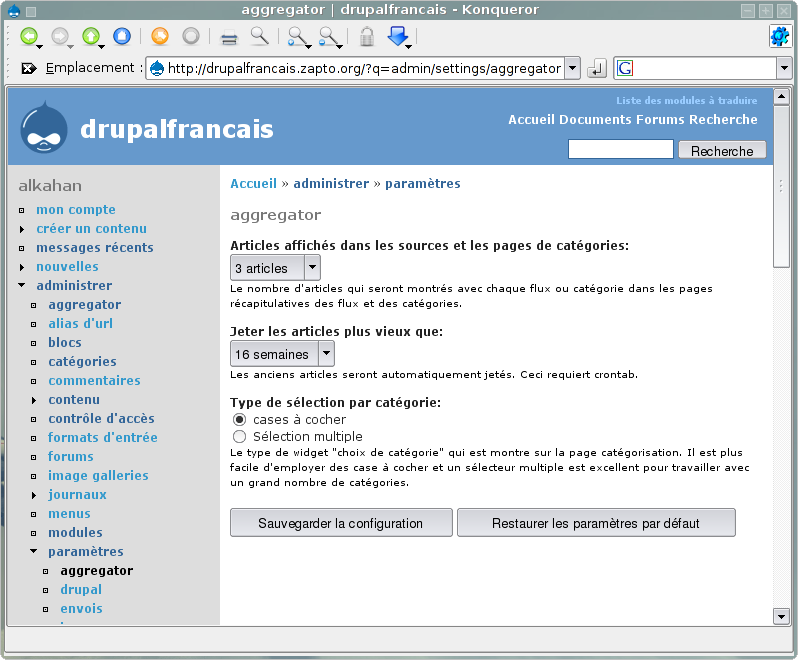 aggregator | drupalfrancais - Konqueror
Emplacement : http://drupalfrancais.zapto.org/?q=admin/settings/aggregator
G
Liste des modules à traduire
Accueil Documents Forums Recherche
drupalfrancais
Recherche
alkahan
mon compte
créer un contenu
messages récents
nouvelles
administrer
aggregator
alias d'url
blocs
catégories
commentaires
contenu
contrôle d'accès
formats d'entrée
forums
image galleries
journaux
menus
modules
paramètres
aggregator
drupal
envois
Accueil » administrer » paramètres
aggregator
Articles affichés dans les sources et les pages de catégories:
3 articles
Le nombre d'articles qui seront montrés avec chaque flux ou catégorie dans les pages
récapitulatives des flux et des catégories.
Jeter les articles plus vieux que:
16 semaines
Les anciens articles seront automatiquement jetés. Ceci requiert crontab.
Type de sélection par catégorie:
cases à cocher
Sélection multiple
Le type de widget "choix de catégorie" qui est montre sur la page catégorisation. Il est plus
facile d'employer des case à cocher et un sélecteur multiple est excellent pour travailler avec
un grand nombre de catégories.
Sauvegarder la configuration
Restaurer les paramètres par défaut